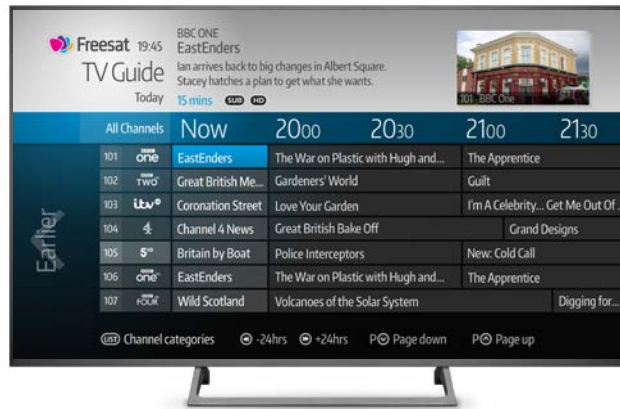 Freesat 19:45
TV Guide
Today
BBC ONE
EastEnders
Ian arrives back to big changes in Albert Square.
Stacey hatches a plan to get what she wants.
15 mins SUB HD
101 BBC One
All Channels Now 2000 2030 2100 2130
Earlier
101 one EastEnders The War on Plastic with Hugh and... The Apprentice
102 TWO Great British Me... Gardeners' World Guilt
103 itv Coronation Street Love Your Garden I'm A Celebrity... Get Me Out Of
104 4 Channel 4 News Great British Bake Off Grand Designs
105 5 Britain by Boat Police Interceptors New: Cold Call
106 one EastEnders The War on Plastic with Hugh and... The Apprentice
107 FOUR Wild Scotland Volcanoes of the Solar System Digging for...
LIST Channel categories -24hrs +24hrs P Page down P Page up